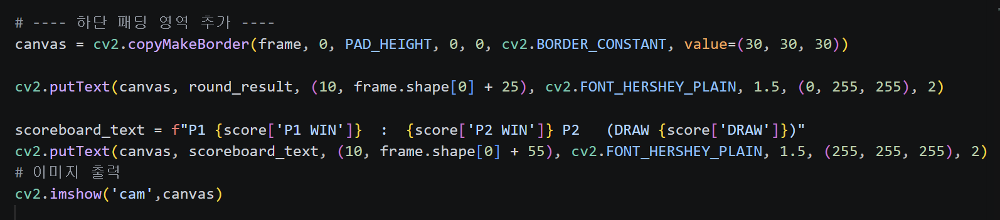 # ---- 하단 패딩 영역 추가 ----
canvas = cv2.copyMakeBorder(frame, 0, PAD_HEIGHT, 0, 0, cv2.BORDER_CONSTANT, value=(30, 30, 30))
cv2.putText(canvas, round_result, (10, frame.shape[0] + 25), cv2.FONT_HERSHEY_PLAIN, 1.5, (0, 255, 255), 2)
scoreboard_text = f"P1 {score['P1 WIN']}  :  {score['P2 WIN']} P2   (DRAW {score['DRAW']})"
cv2.putText(canvas, scoreboard_text, (10, frame.shape[0] + 55), cv2.FONT_HERSHEY_PLAIN, 1.5, (255, 255, 255), 2)
# 이미지 출력
cv2.imshow('cam',canvas)